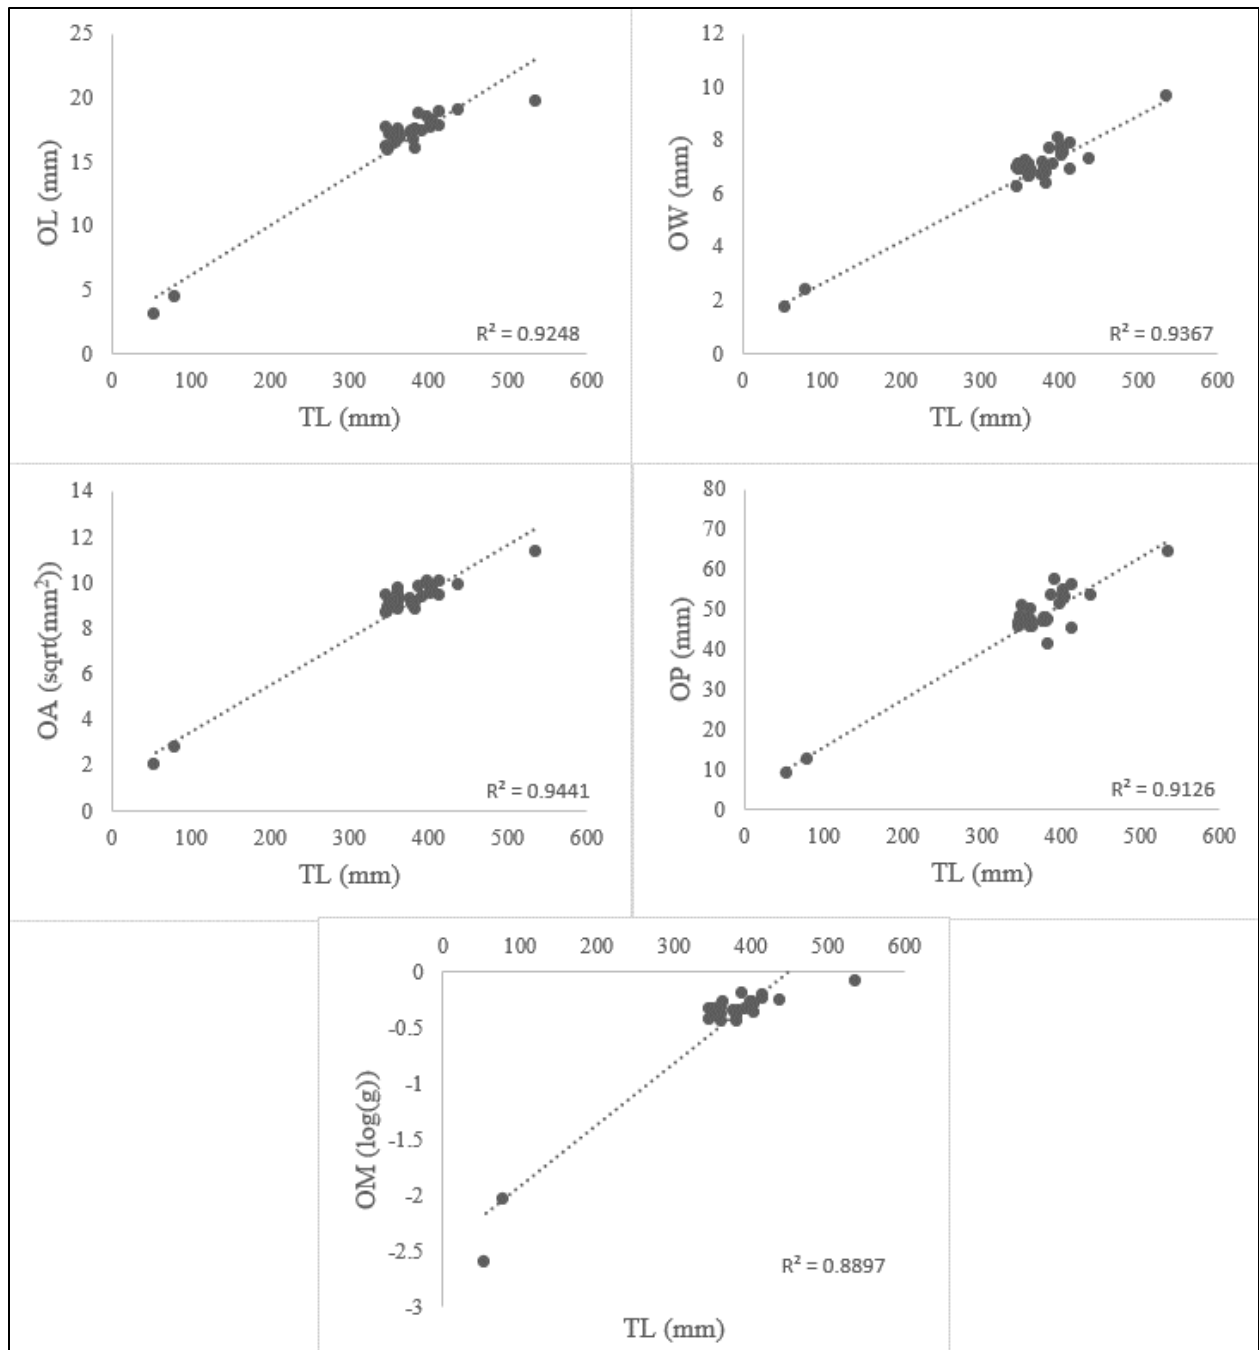 25
20
15
10
5
0
OL (mm)
R² = 0.9248
0 100 200 300 400 500 600
TL (mm)
12
10
8
6
4
2
0
OW (mm)
R² = 0.9367
0 100 200 300 400 500 600
TL (mm)
14
12
10
8
6
4
2
0
OA (sqrt(mm²))
R² = 0.9441
0 100 200 300 400 500 600
TL (mm)
80
70
60
50
40
30
20
10
0
OP (mm)
R² = 0.9126
0 100 200 300 400 500 600
TL (mm)
0 100 200 300 400 500 600
0
-0.5
-1
-1.5
-2
-2.5
-3
OM (log(g))
R² = 0.8897
TL (mm)